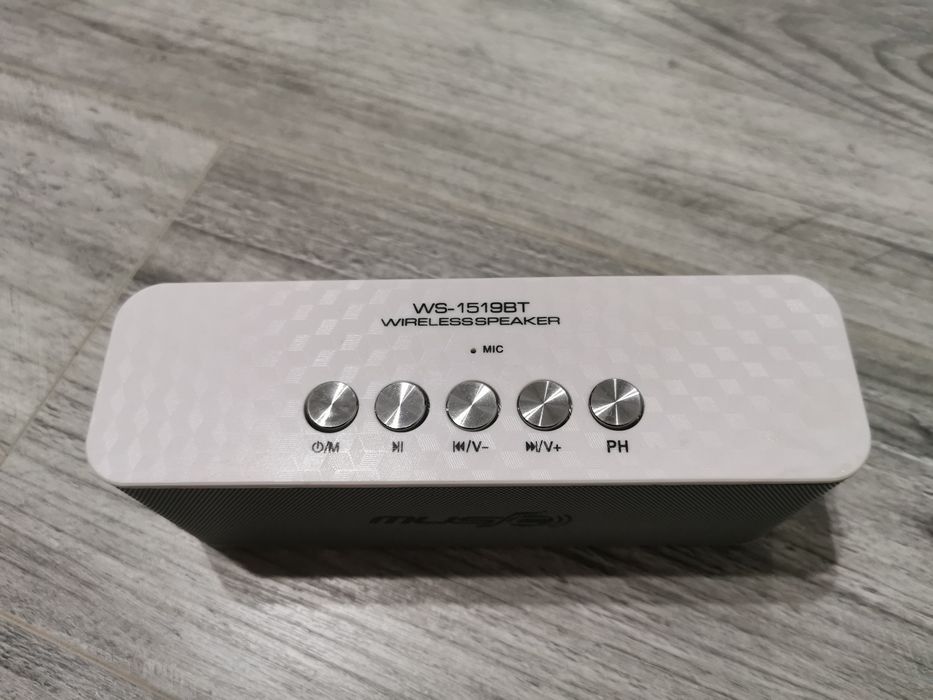 WS-1519BT
WIRELESS SPEAKER
MIC
⏻/M ⏯ ⏮/V- ⏭/V+ PH